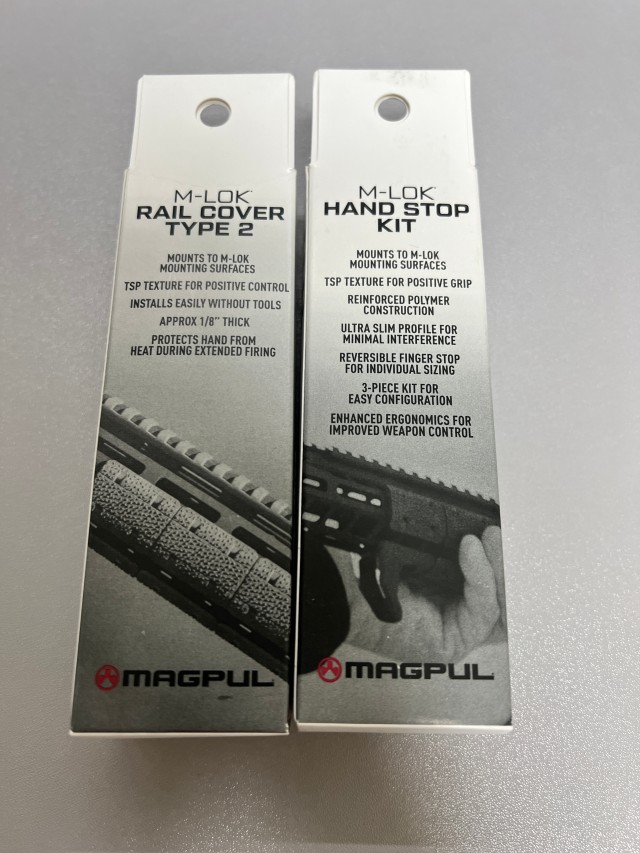 M-LOK
RAIL COVER
TYPE 2
MOUNTS TO M-LOK
MOUNTING SURFACES
TSP TEXTURE FOR POSITIVE CONTROL
INSTALLS EASILY WITHOUT TOOLS
APPROX 1/8" THICK
PROTECTS HAND FROM
HEAT DURING EXTENDED FIRING
MAGPUL
M-LOK
HAND STOP
KIT
MOUNTS TO M-LOK
MOUNTING SURFACES
TSP TEXTURE FOR POSITIVE GRIP
REINFORCED POLYMER
CONSTRUCTION
ULTRA SLIM PROFILE FOR
MINIMAL INTERFERENCE
REVERSIBLE FINGER STOP
FOR INDIVIDUAL SIZING
3-PIECE KIT FOR
EASY CONFIGURATION
ENHANCED ERGONOMICS FOR
IMPROVED WEAPON CONTROL
MAGPUL